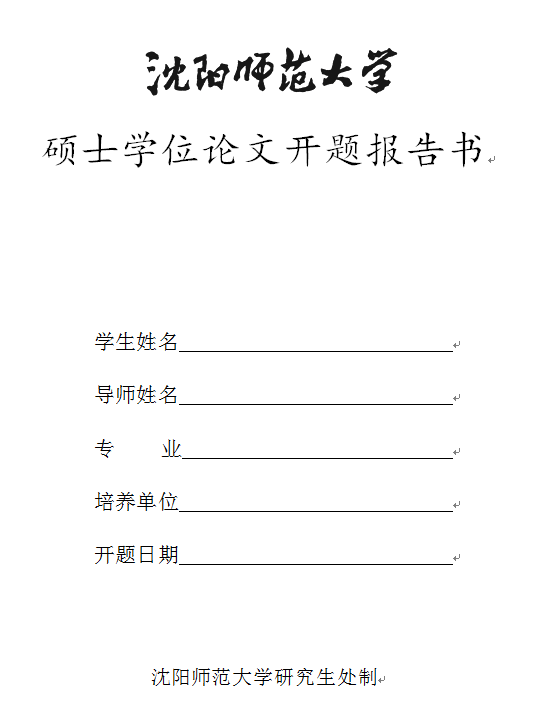 沈阳师范大学
硕士学位论文开题报告书
学生姓名
导师姓名
专 业
培养单位
开题日期
沈阳师范大学研究生处制